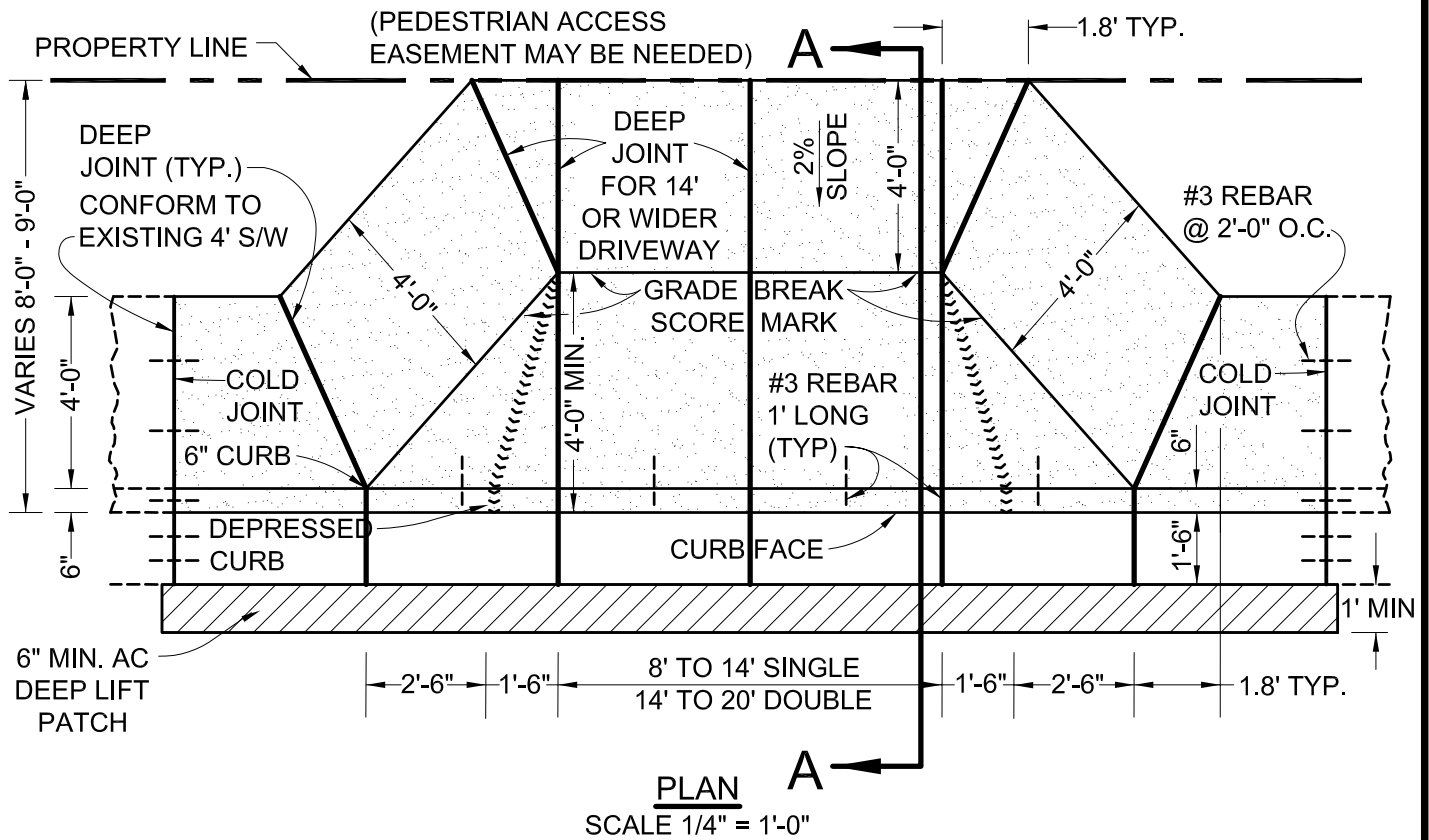 (PEDESTRIAN ACCESS
EASEMENT MAY BE NEEDED)
PROPERTY LINE
A
1.8' TYP.
DEEP
JOINT (TYP.)
CONFORM TO
EXISTING 4' S/W
DEEP
JOINT
FOR 14'
OR WIDER
DRIVEWAY
2%
SLOPE
4'-0"
#3 REBAR
@ 2'-0" O.C.
VARIES 8'-0" - 9'-0"
4'-0"
4'-0"
4'-0"
GRADE BREAK
SCORE MARK
4'-0" MIN.
COLD
JOINT
#3 REBAR
1' LONG
(TYP)
COLD
JOINT
6" CURB
6"
DEPRESSED
CURB
CURB FACE
6"
1'-6"
1' MIN
6" MIN. AC
DEEP LIFT
PATCH
2'-6"
1'-6"
8' TO 14' SINGLE
14' TO 20' DOUBLE
1'-6"
2'-6"
1.8' TYP.
A
PLAN
SCALE 1/4" = 1'-0"